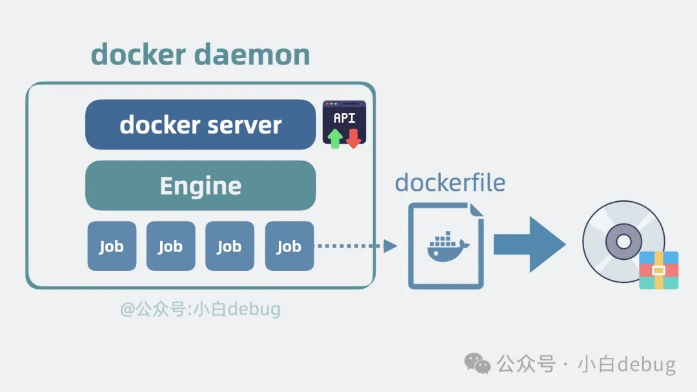 docker daemon
docker server
API
Engine
dockerfile
Job
Job
Job
Job
@公众号:小白debug
公众号 · 小白debug